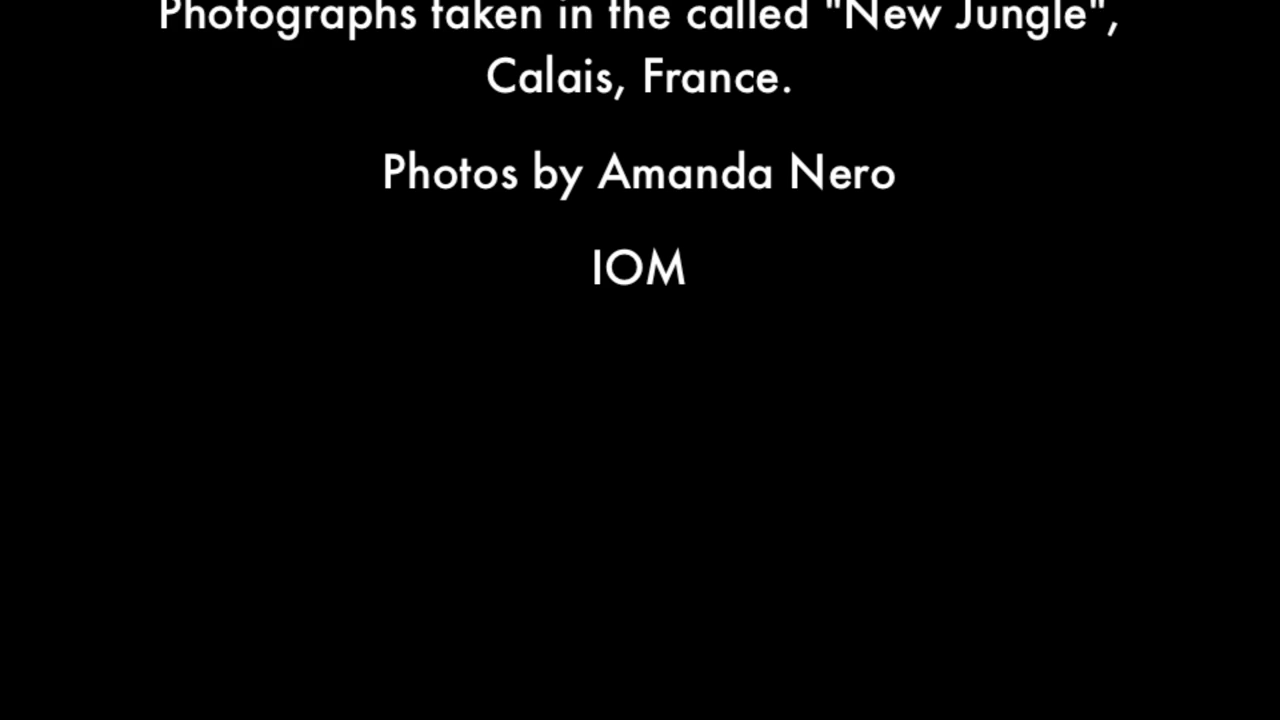 Photographs taken in the called "New Jungle",
Calais, France.
Photos by Amanda Nero
IOM